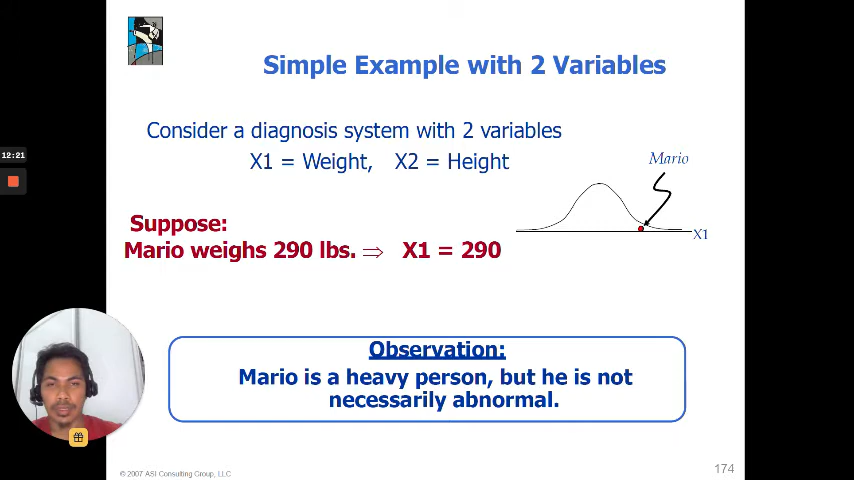 Simple Example with 2 Variables
Consider a diagnosis system with 2 variables
X1 = Weight, X2 = Height
12:21
Mario
Suppose:
Mario weighs 290 lbs. ⇒ X1 = 290
X1
Observation:
Mario is a heavy person, but he is not
necessarily abnormal.
© 2007 ASI Consulting Group, LLC
174